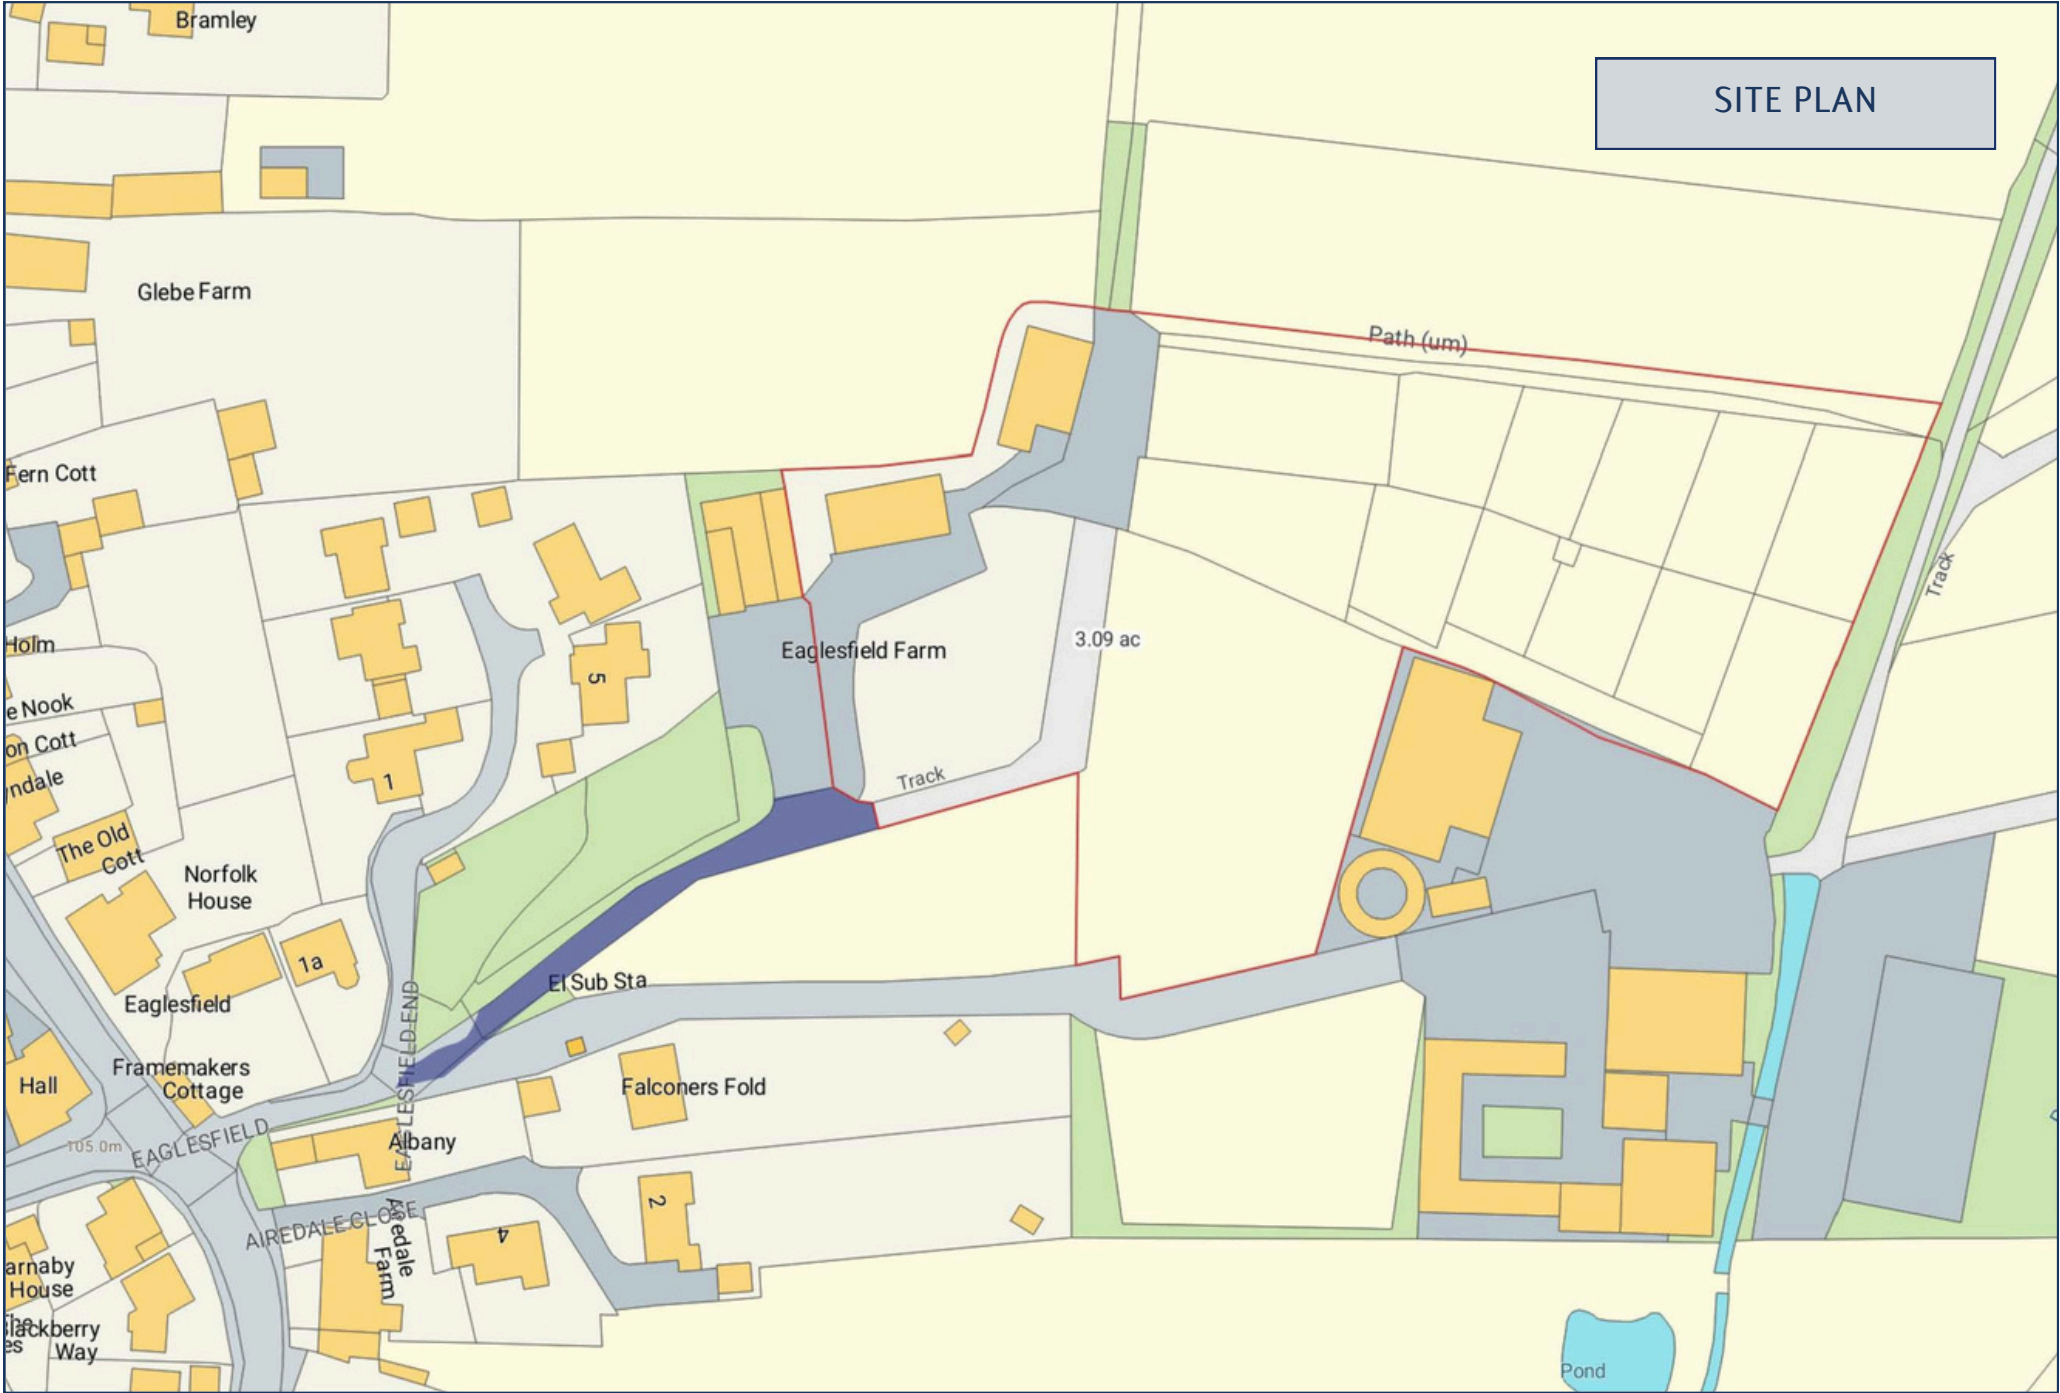 Bramley
SITE PLAN
Glebe Farm
Path (um)
Fern Cott
Track
Holm
5
Eaglesfield Farm
3.09 ac
e Nook
on Cott
1
Track
The Old
Cott
Norfolk
House
1a
El Sub Sta
Eaglesfield
EAGLESFIELD END
Framemakers
Cottage
Hall
Falconers Fold
105.0m
EAGLESFIELD
Albany
AIREDALE CLOSE
Airedale
Farm
2
4
arnaby
House
lackberry
Way
es
Pond